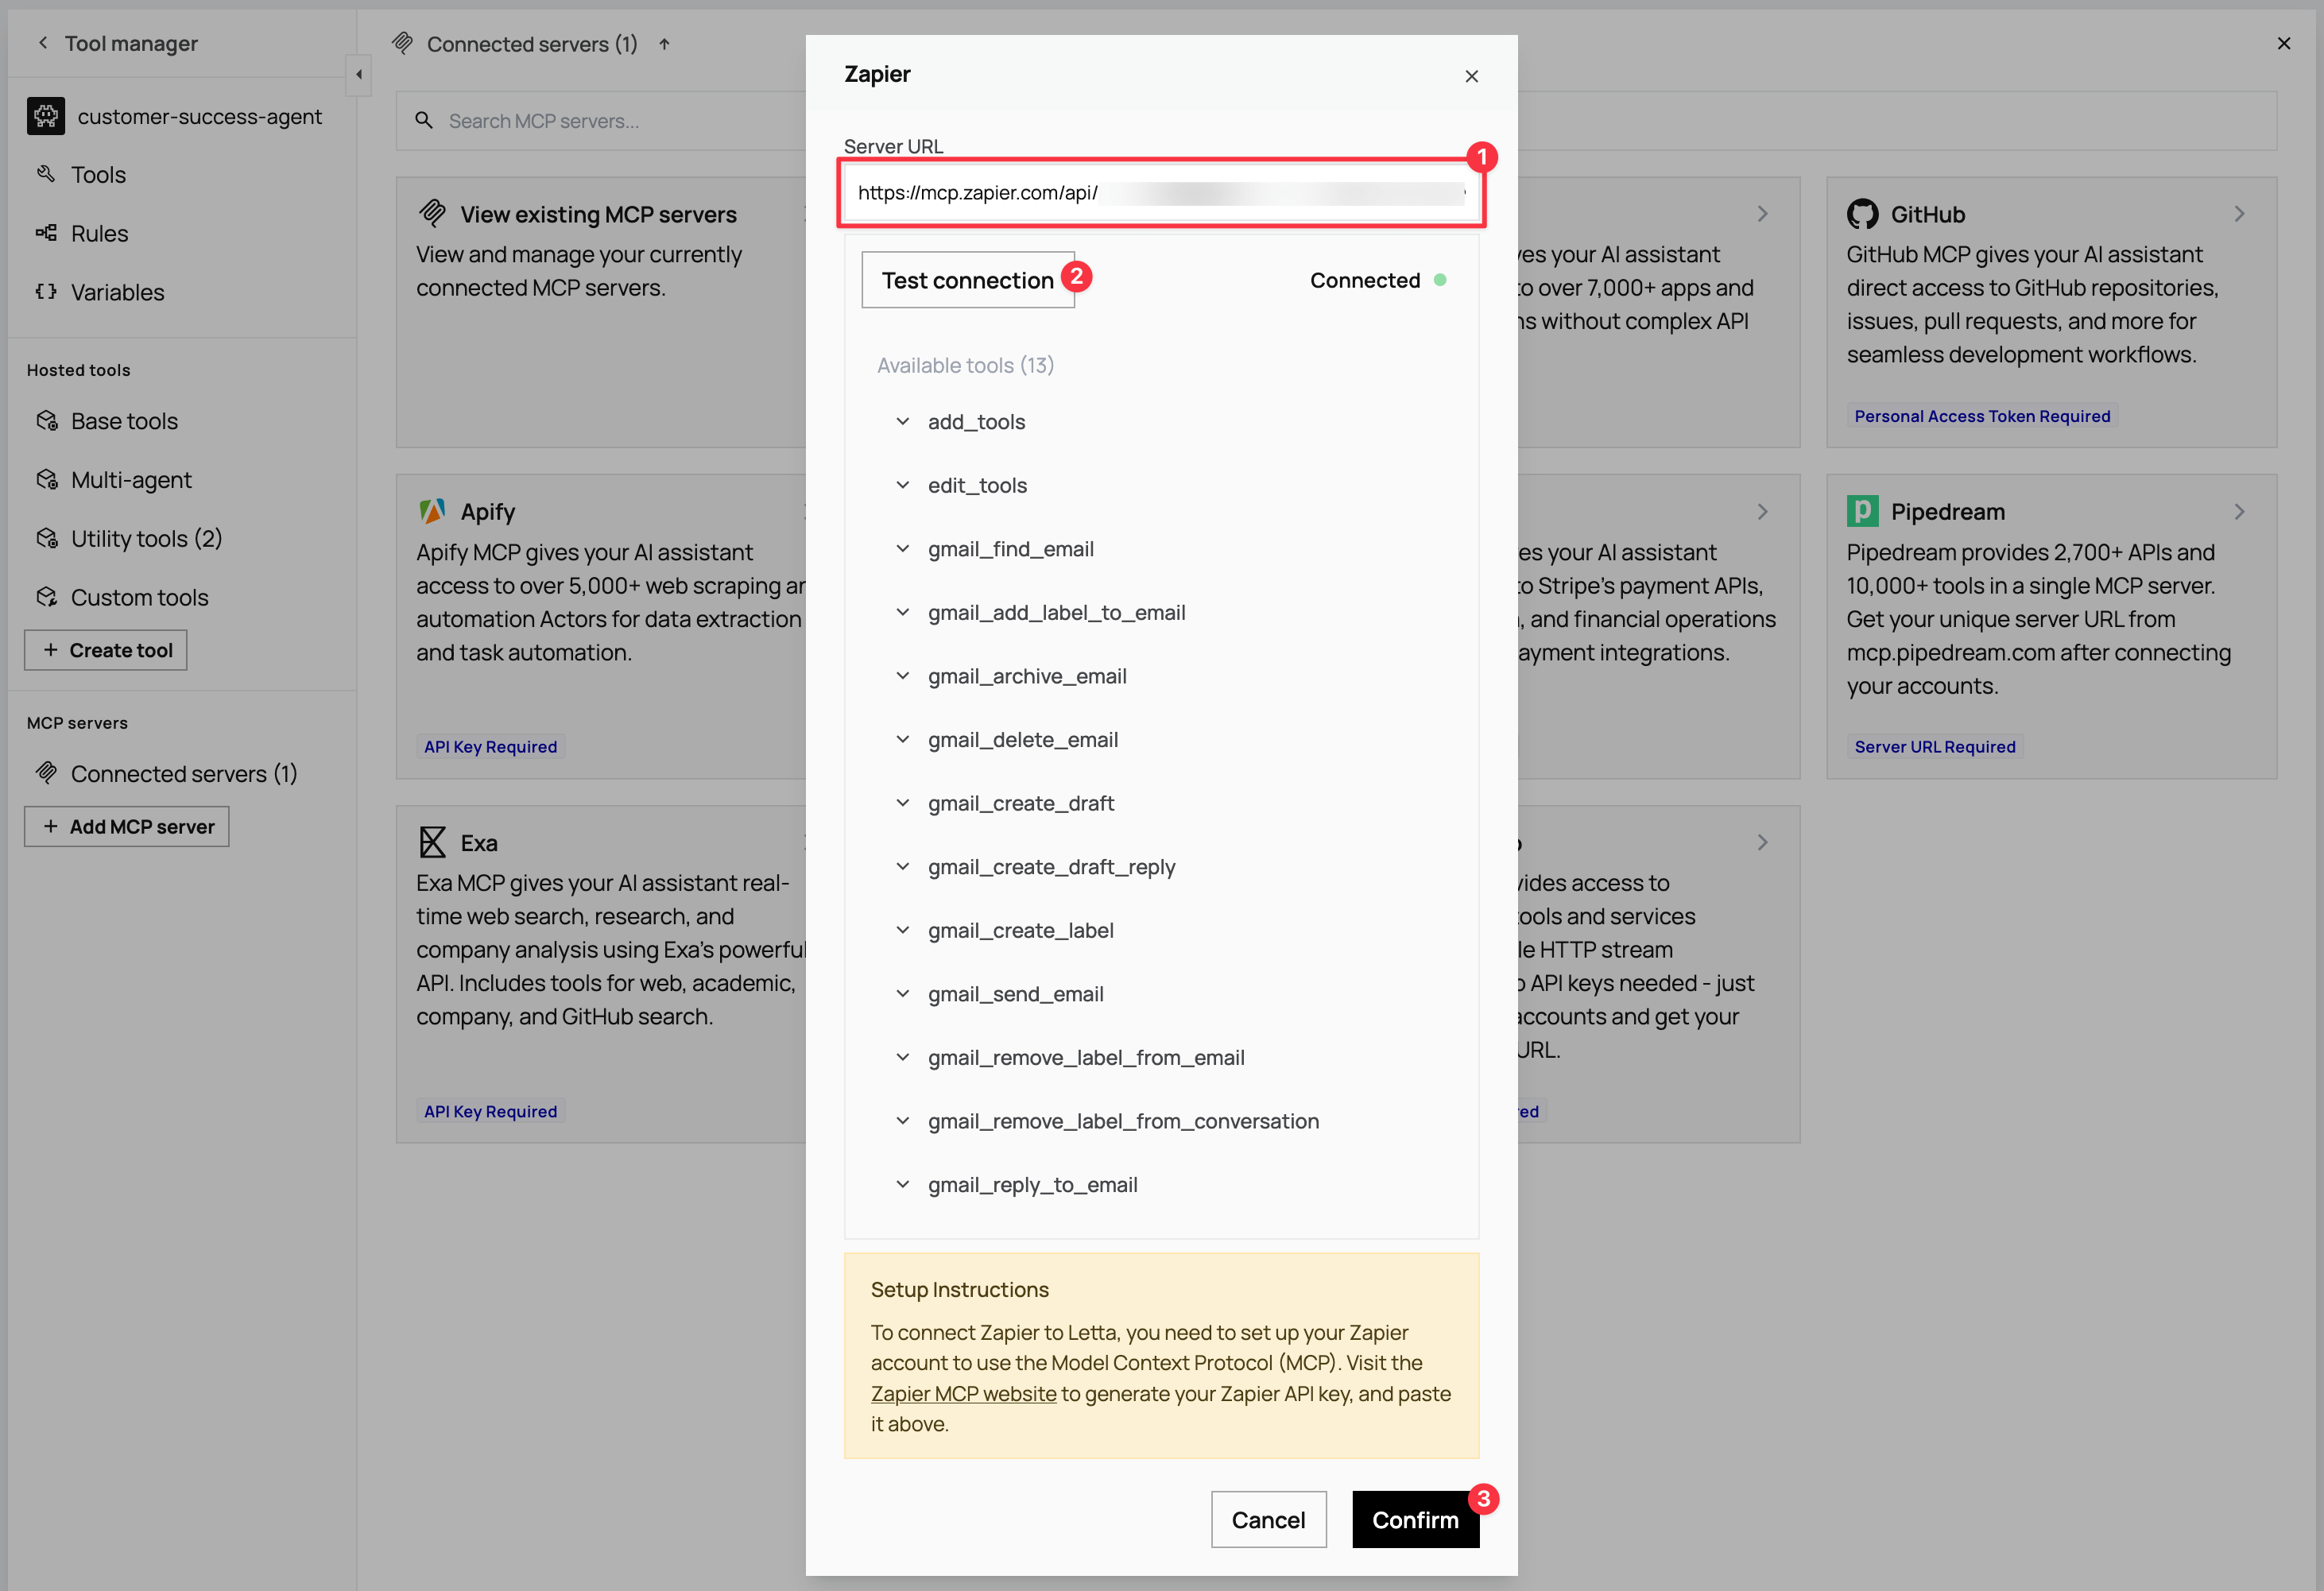 Tool manager
customer-success-agent
Tools
Rules
Variables
Hosted tools
Base tools
Multi-agent
Utility tools (2)
Custom tools
+ Create tool
MCP servers
Connected servers (1)
+ Add MCP server
Connected servers (1)
Search MCP servers...
View existing MCP servers
View and manage your currently
connected MCP servers.
Apify
Apify MCP gives your AI assistant
access to over 5,000+ web scraping
automation Actors for data extraction
and task automation.
API Key Required
Exa
Exa MCP gives your AI assistant real-
time web search, research, and
company analysis using Exa's powerful
API. Includes tools for web, academic,
company, and GitHub search.
API Key Required
Zapier
Server URL
1
https://mcp.zapier.com/api/
Test connection
2
Connected
Available tools (13)
add_tools
edit_tools
gmail_find_email
gmail_add_label_to_email
gmail_archive_email
gmail_delete_email
gmail_create_draft
gmail_create_draft_reply
gmail_create_label
gmail_send_email
gmail_remove_label_from_email
gmail_remove_label_from_conversation
gmail_reply_to_email
Setup Instructions
To connect Zapier to Letta, you need to set up your Zapier
account to use the Model Context Protocol (MCP). Visit the
Zapier MCP website to generate your Zapier API key, and paste
it above.
Cancel
Confirm
3
your AI assistant
to over 7,000+ apps and
without complex API
your AI assistant
to Stripe's payment APIs,
, and financial operations
integrations.
access to
tools and services
HTTP stream
API keys needed - just
accounts and get your
URL.
GitHub
GitHub MCP gives your AI assistant
direct access to GitHub repositories,
issues, pull requests, and more for
seamless development workflows.
Personal Access Token Required
Pipedream
Pipedream provides 2,700+ APIs and
10,000+ tools in a single MCP server.
Get your unique server URL from
mcp.pipedream.com after connecting
your accounts.
Server URL Required